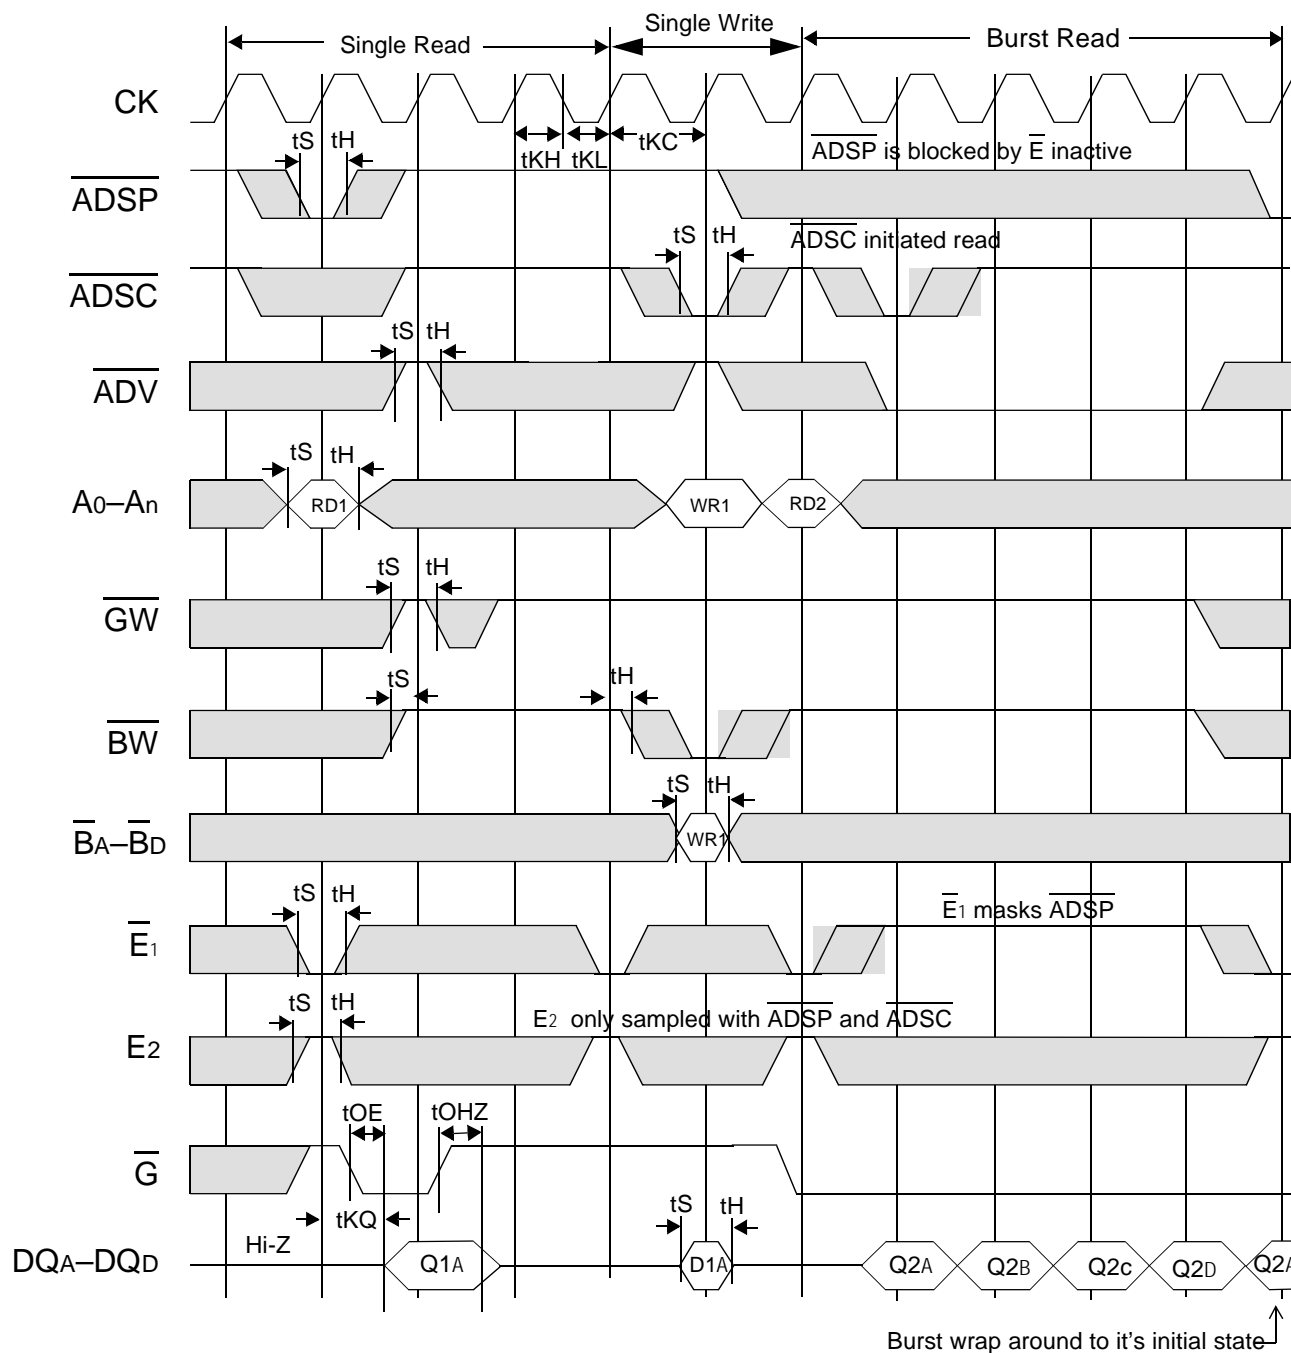 Single Read
Single Write
Burst Read
CK
tS tH
tKH tKL tKC
ADSP is blocked by E inactive
ADSP
tS tH
ADSC initiated read
ADSC
tS tH
ADV
tS tH
A0–An
RD1 WR1 RD2
tS tH
GW
tS tH
BW
tS tH
BA–BD
WR1
tS tH
E1 masks ADSP
E1
tS tH
E2 only sampled with ADSP and ADSC
E2
tOE tOHZ
G
tKQ
tS tH
Hi-Z
DQA–DQD
Q1A D1A Q2A Q2B Q2c Q2D Q2A
Burst wrap around to it's initial state